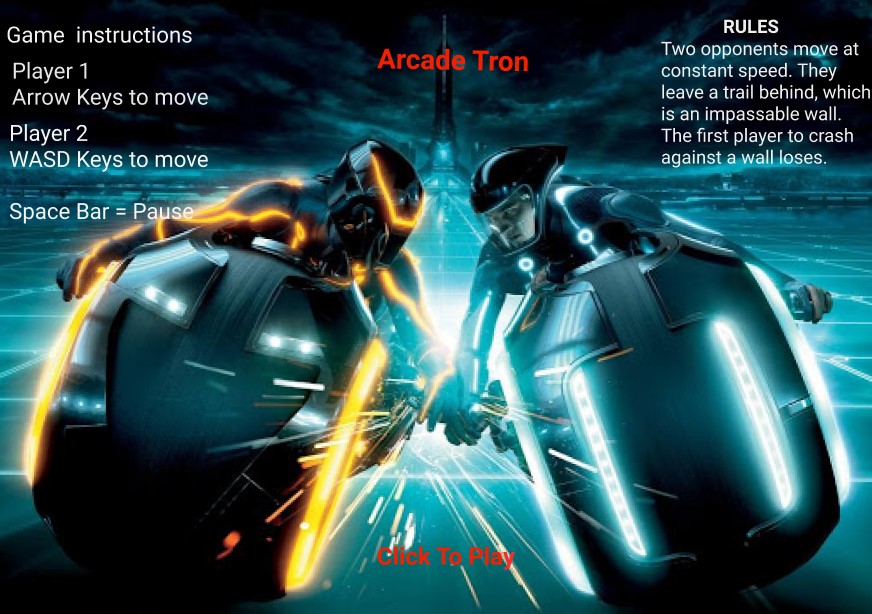 Game instructions
Player 1
Arrow Keys to move
Player 2
WASD Keys to move
Space Bar = Pause
Arcade Tron
RULES
Two opponents move at
constant speed. They
leave a trail behind, which
is an impassable wall.
The first player to crash
against a wall loses.
Click To Play